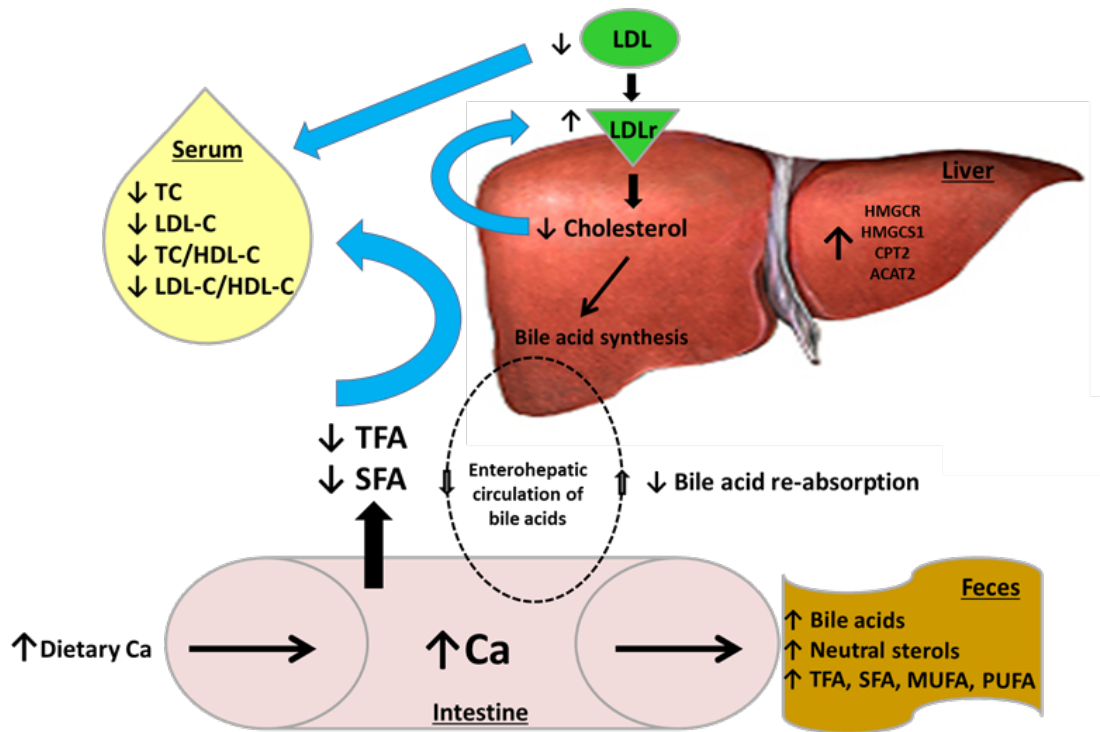 ↓ LDL
↑ LDLr
Serum
↓ TC
↓ LDL-C
↓ TC/HDL-C
↓ LDL-C/HDL-C
Liver
↓ Cholesterol
Bile acid synthesis
↑ HMGCR
HMGCS1
CPT2
ACAT2
↓ TFA
↓ SFA
Enterohepatic
circulation of
bile acids
↓ Bile acid re-absorption
↑ Dietary Ca
↑ Ca
Intestine
Feces
↑ Bile acids
↑ Neutral sterols
↑ TFA, SFA, MUFA, PUFA